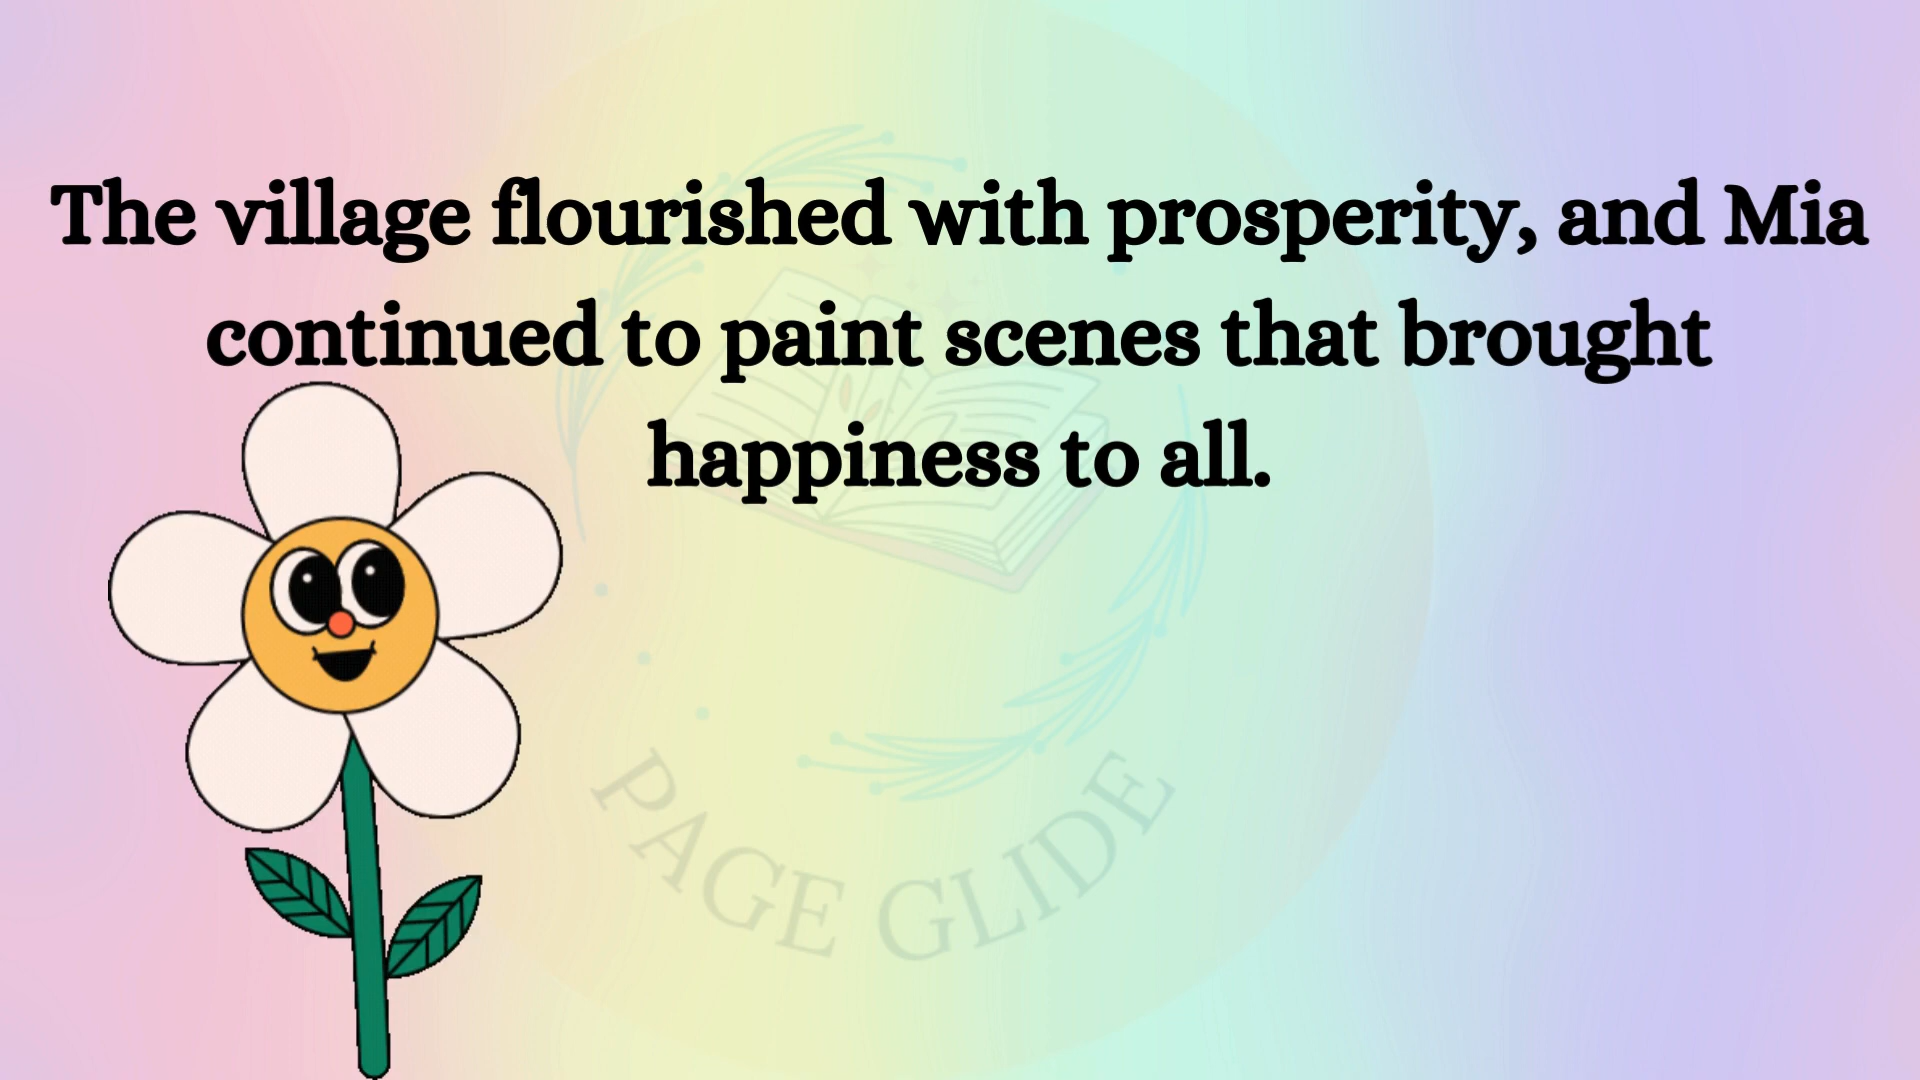 The village flourished with prosperity, and Mia
continued to paint scenes that brought
happiness to all.
PAGE GLIDE